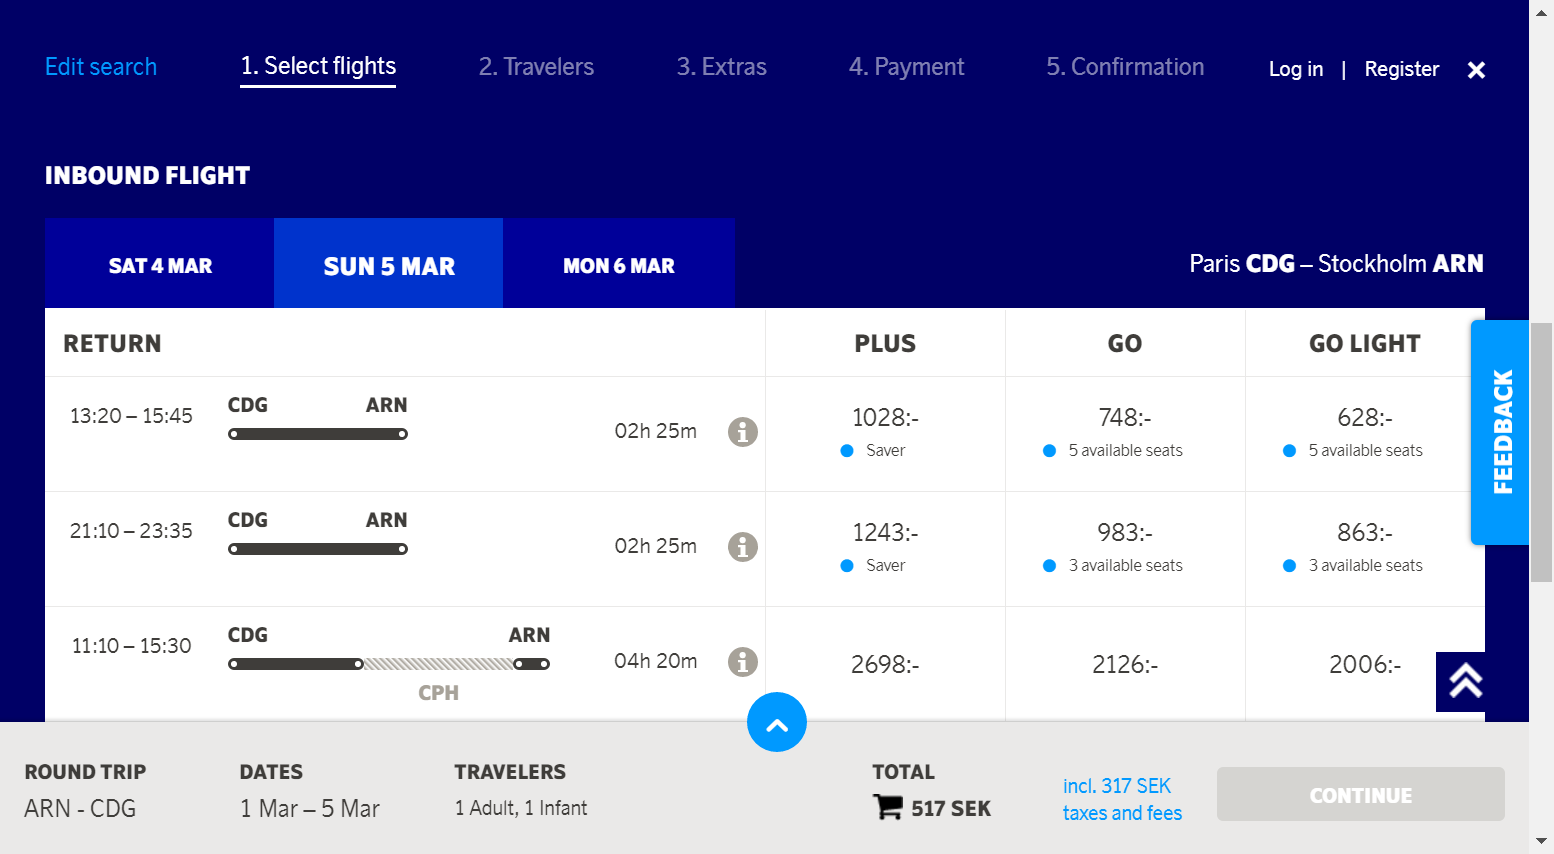 Edit search
1. Select flights
2. Travelers
3. Extras
4. Payment
5. Confirmation
Log in | Register
INBOUND FLIGHT
SAT 4 MAR
SUN 5 MAR
MON 6 MAR
Paris CDG – Stockholm ARN
RETURN
PLUS
GO
GO LIGHT
13:20 – 15:45
CDG
ARN
02h 25m
1028:-
Saver
748:-
5 available seats
628:-
5 available seats
21:10 – 23:35
CDG
ARN
02h 25m
1243:-
Saver
983:-
3 available seats
863:-
3 available seats
11:10 – 15:30
CDG
ARN
CPH
04h 20m
2698:-
2126:-
2006:-
FEEDBACK
ROUND TRIP
ARN - CDG
DATES
1 Mar – 5 Mar
TRAVELERS
1 Adult, 1 Infant
TOTAL
517 SEK
incl. 317 SEK
taxes and fees
CONTINUE